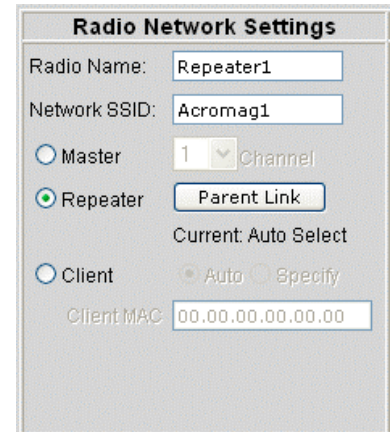 Radio Network Settings
Radio Name: Repeater1
Network SSID: Acromag1
Master 1 Channel
Repeater Parent Link
Current: Auto Select
Client Auto Specify
Client MAC 00.00.00.00.00.00